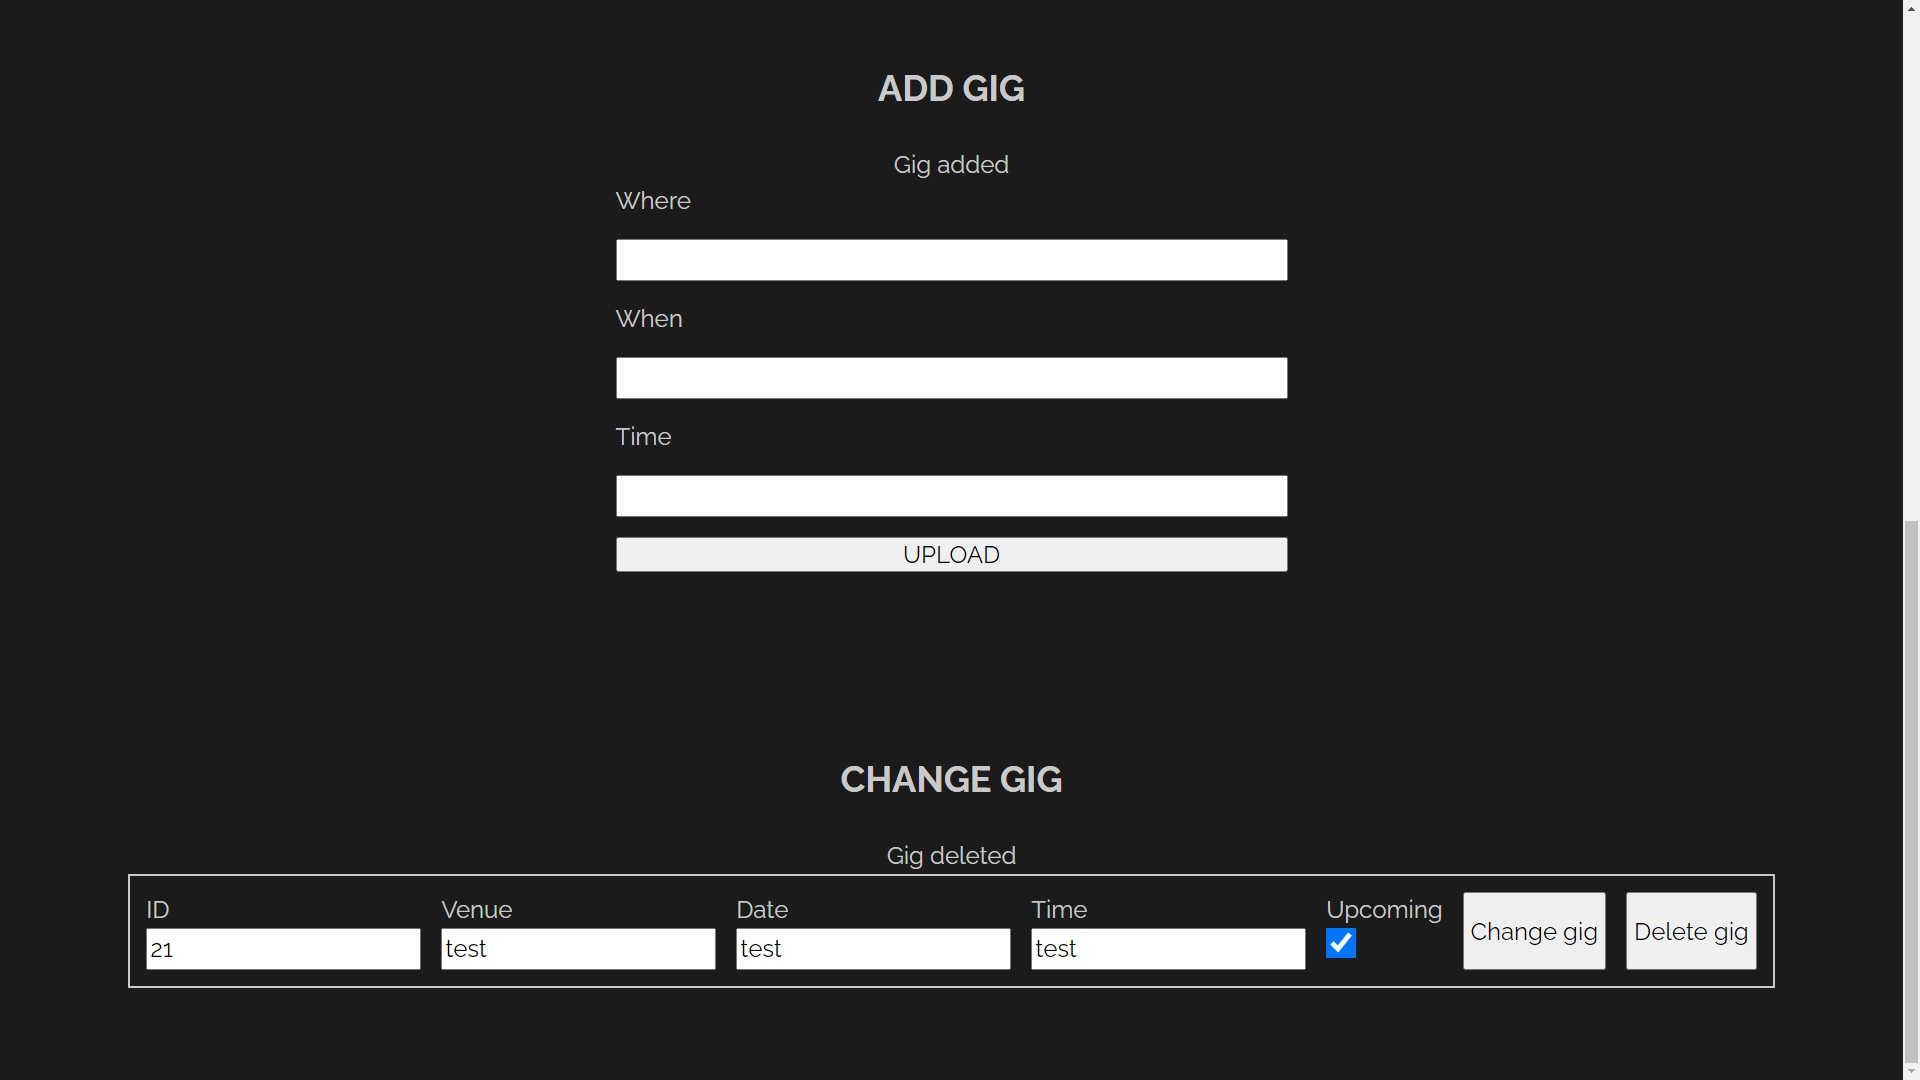 ADD GIG
Gig added
Where
When
Time
UPLOAD
CHANGE GIG
Gig deleted
ID Venue Date Time Upcoming
21 test test test Change gig Delete gig